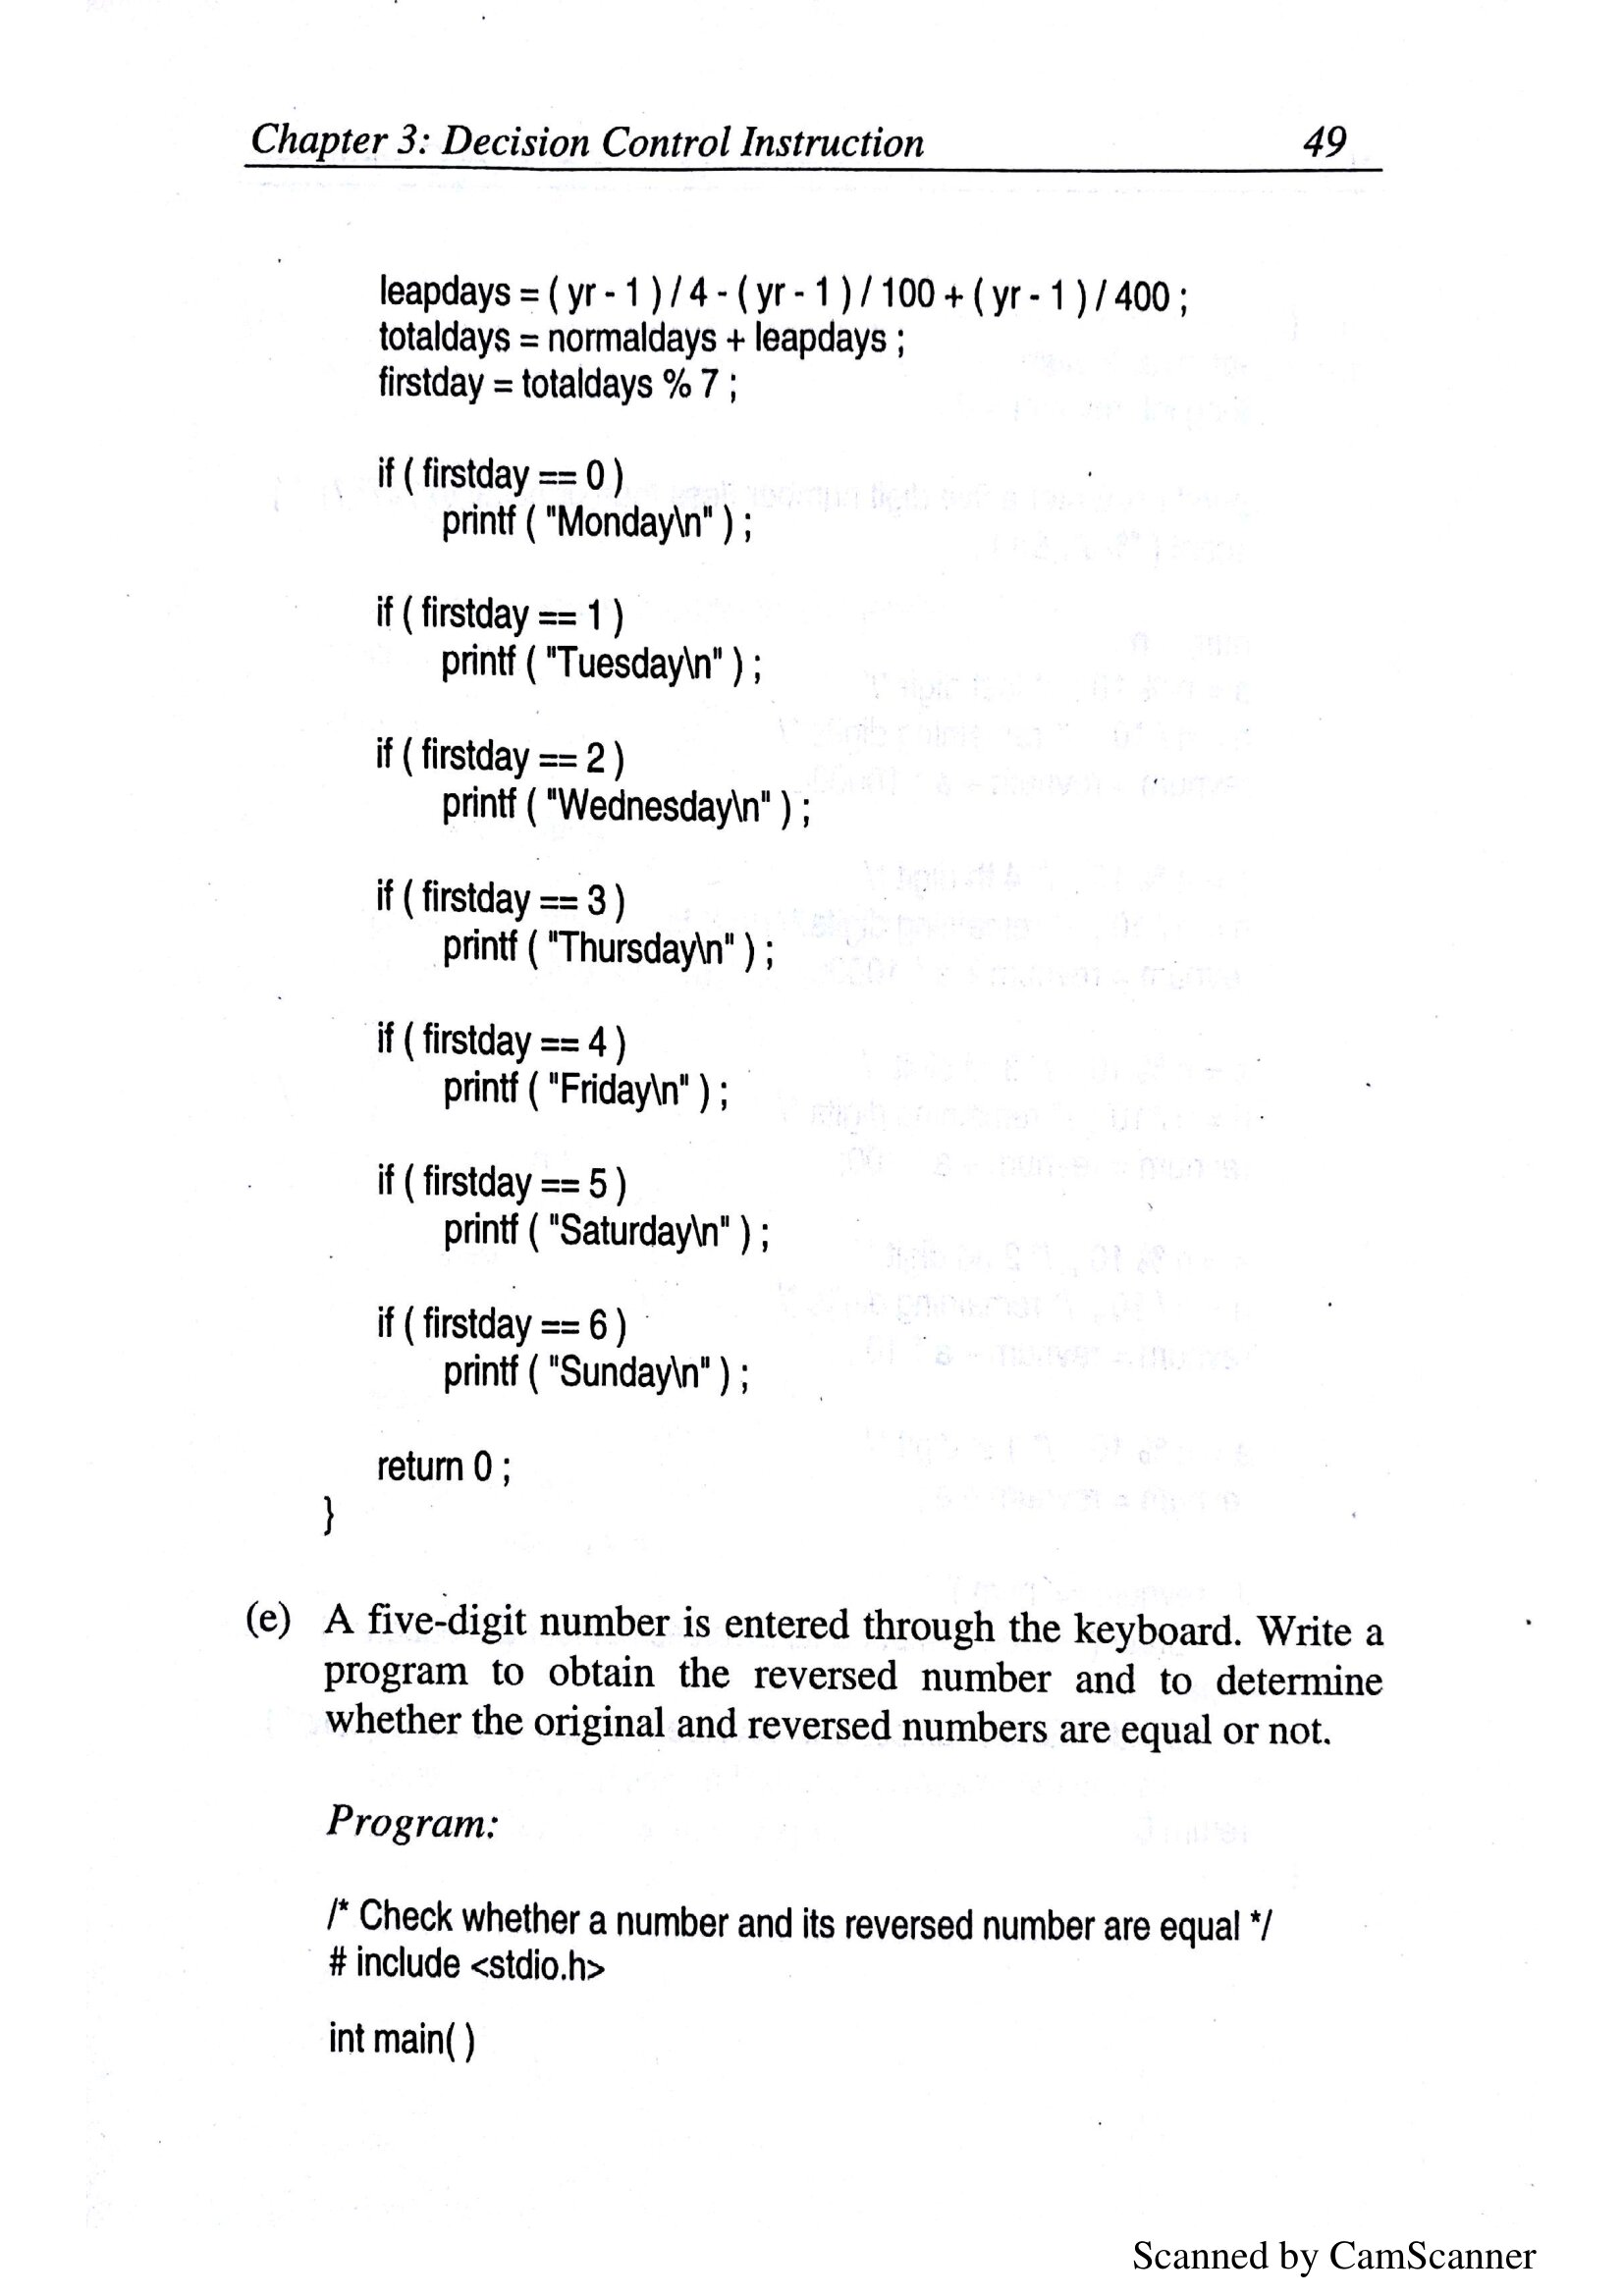 Chapter 3: Decision Control Instruction 49
leapdays = ( yr - 1 ) / 4 - ( yr - 1 ) / 100 + ( yr - 1 ) / 400 ;
totaldays = normaldays + leapdays ;
firstday = totaldays % 7 ;
if ( firstday == 0 )
printf ( "Monday\n" ) ;
if ( firstday == 1 )
printf ( "Tuesday\n" ) ;
if ( firstday == 2 )
printf ( "Wednesday\n" ) ;
if ( firstday == 3 )
printf ( "Thursday\n" ) ;
if ( firstday == 4 )
printf ( "Friday\n" ) ;
if ( firstday == 5 )
printf ( "Saturday\n" ) ;
if ( firstday == 6 )
printf ( "Sunday\n" ) ;
return 0 ;
}
(e) A five-digit number is entered through the keyboard. Write a
program to obtain the reversed number and to determine
whether the original and reversed numbers are equal or not.
Program:
/* Check whether a number and its reversed number are equal */
# include <stdio.h>
int main( )
Scanned by CamScanner